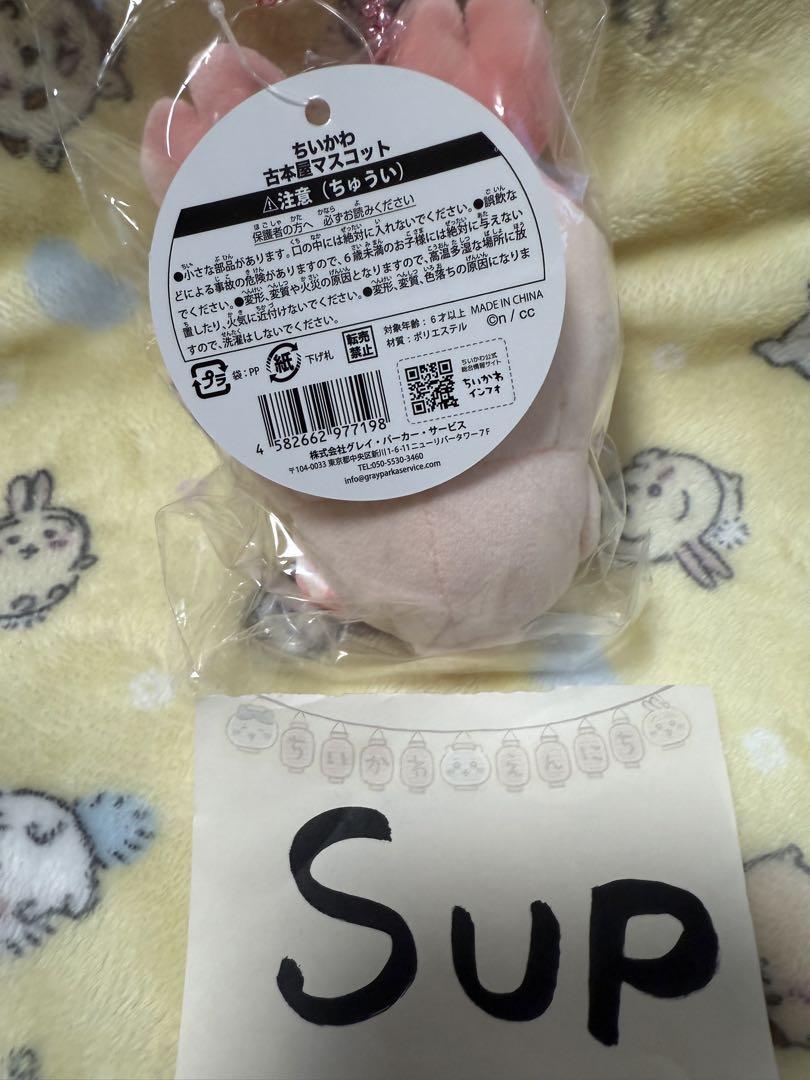 ちいかわ
古本屋マスコット
⚠注意（ちゅうい）
保護者の方へ 必ずお読みください
●小さな部品があります。口の中には絶対に入れないでください。●誤飲な
どによる事故の危険がありますので、6歳未満のお子様には絶対に与えない
でください。●変形、変質や火災の原因となりますので、高温多湿な場所に放
置したり、火気に近付けないでください。●変形、変質、色落ちの原因になりま
すので、洗濯はしないでください。
対象年齢：6才以上 MADE IN CHINA
材質：ポリエステル ©n / cc
プラ 袋：PP 紙 下げ札 転売禁止
ちいかわ公式
総合情報サイト
ちいかわ
インフォ
4 582662 977198
株式会社グレイ・パーカー・サービス
〒104-0033 東京都中央区新川1-6-11 ニューリバータワー7F
TEL:050-5530-3460
info@grayparkaservice.com
ちいかわ えんにち
Sup